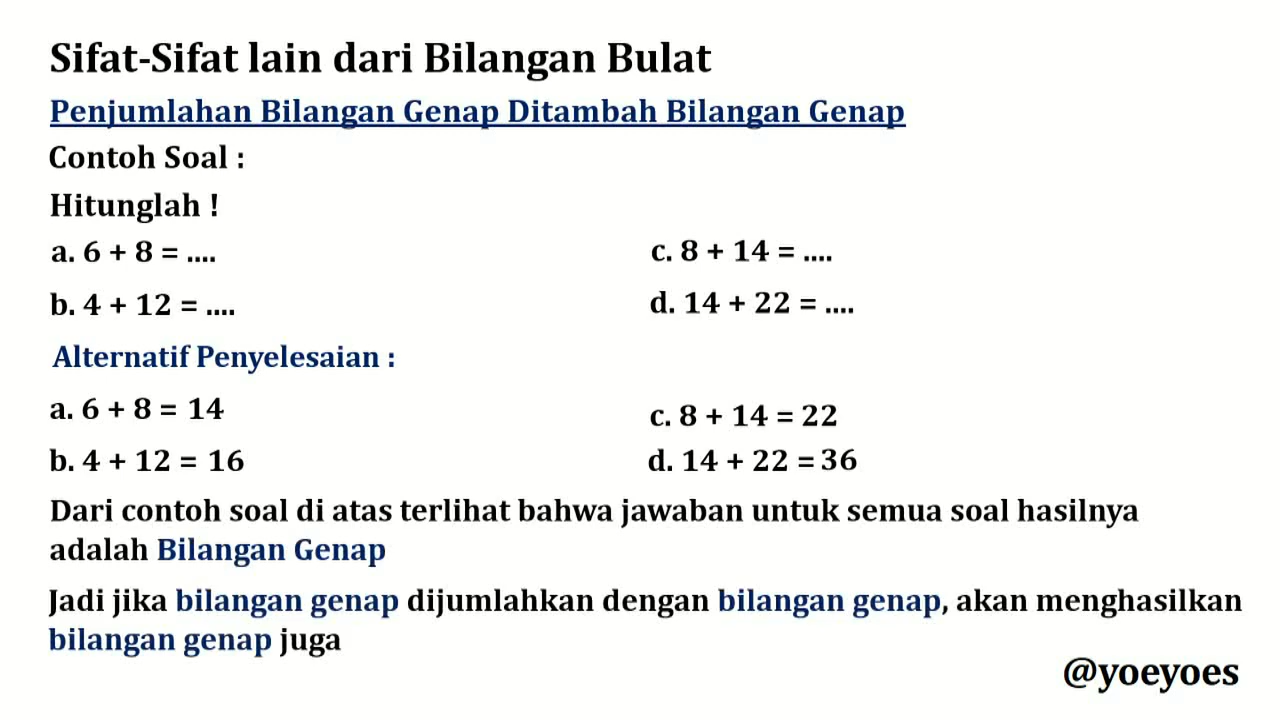 Sifat-Sifat lain dari Bilangan Bulat
Penjumlahan Bilangan Genap Ditambah Bilangan Genap
Contoh Soal :
Hitunglah !
a. 6 + 8 = ....
c. 8 + 14 = ....
b. 4 + 12 = ....
d. 14 + 22 = ....
Alternatif Penyelesaian :
a. 6 + 8 = 14
c. 8 + 14 = 22
b. 4 + 12 = 16
d. 14 + 22 = 36
Dari contoh soal di atas terlihat bahwa jawaban untuk semua soal hasilnya
adalah Bilangan Genap
Jadi jika bilangan genap dijumlahkan dengan bilangan genap, akan menghasilkan
bilangan genap juga
@yoeyoes